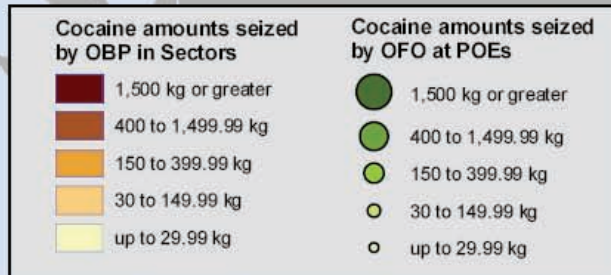 Cocaine amounts seized
by OBP in Sectors
1,500 kg or greater
400 to 1,499.99 kg
150 to 399.99 kg
30 to 149.99 kg
up to 29.99 kg
Cocaine amounts seized
by OFO at POEs
1,500 kg or greater
400 to 1,499.99 kg
150 to 399.99 kg
30 to 149.99 kg
up to 29.99 kg